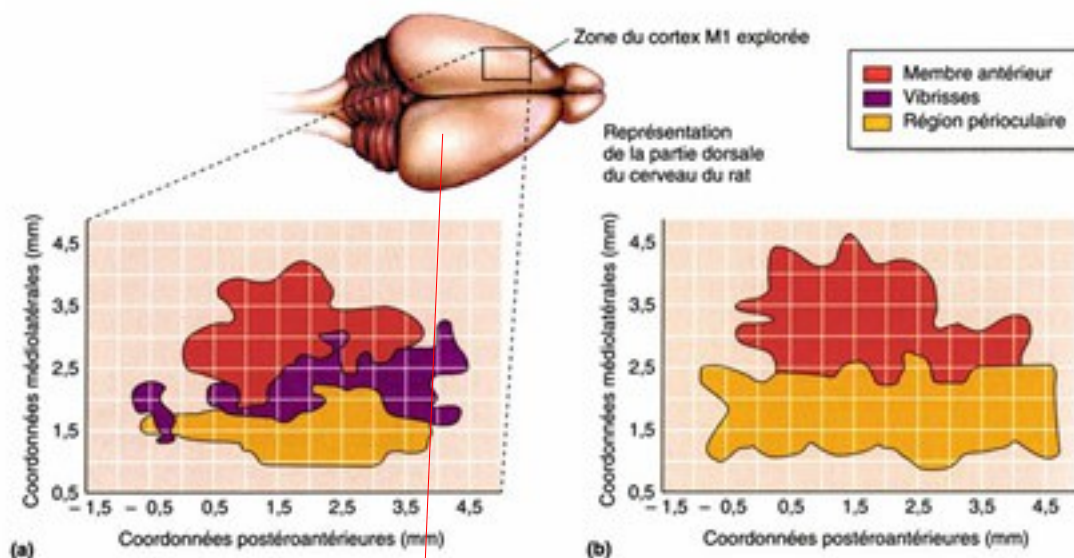 Zone du cortex M1 explorée
Membre antérieur
Vibrisses
Région périoculaire
Représentation
de la partie dorsale
du cerveau du rat
Coordonnées médiolatérales (mm)
4,5
3,5
2,5
1,5
0,5
– 1,5
– 0,5
0,5
1,5
2,5
3,5
4,5
Coordonnées postéroantérieures (mm)
(a)
Coordonnées médiolatérales (mm)
4,5
3,5
2,5
1,5
0,5
– 1,5
– 0,5
0,5
1,5
2,5
3,5
4,5
Coordonnées postéroantérieures (mm)
(b)